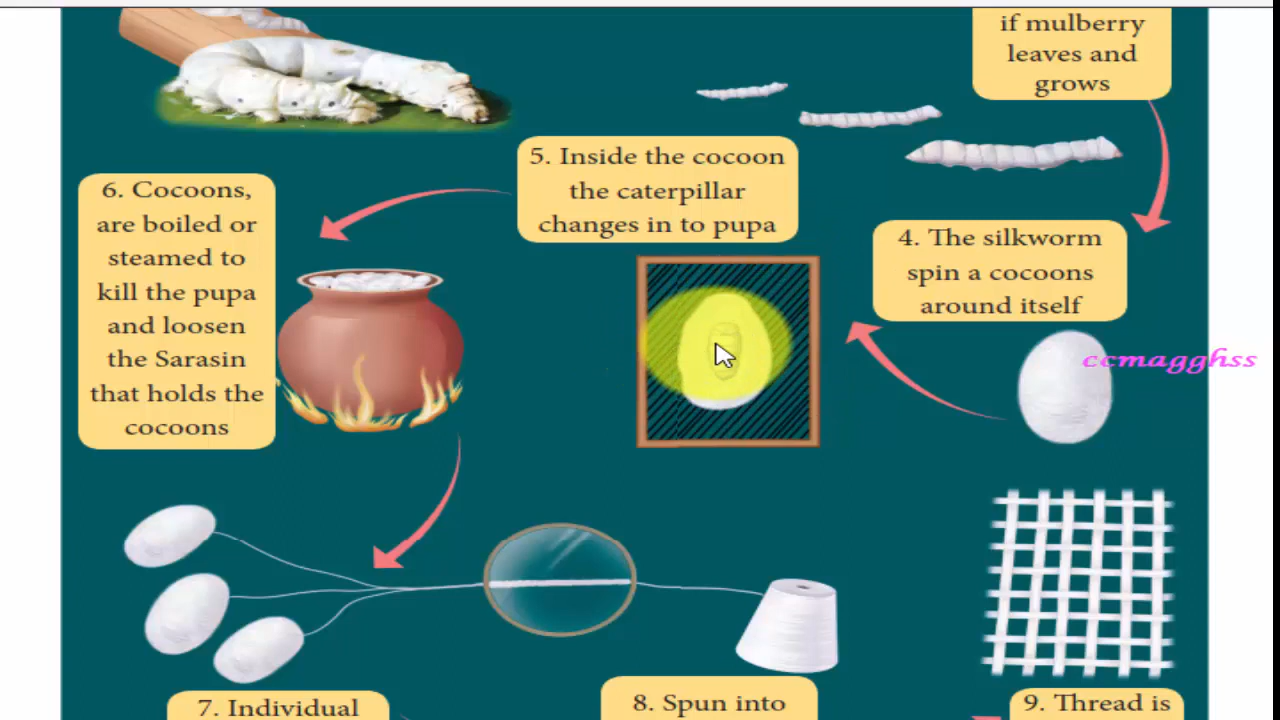 if mulberry
leaves and
grows
5. Inside the cocoon
the caterpillar
changes in to pupa
6. Cocoons,
are boiled or
steamed to
kill the pupa
and loosen
the Sarasin
that holds the
cocoons
4. The silkworm
spin a cocoons
around itself
ccmagghss
7. Individual
8. Spun into
9. Thread is